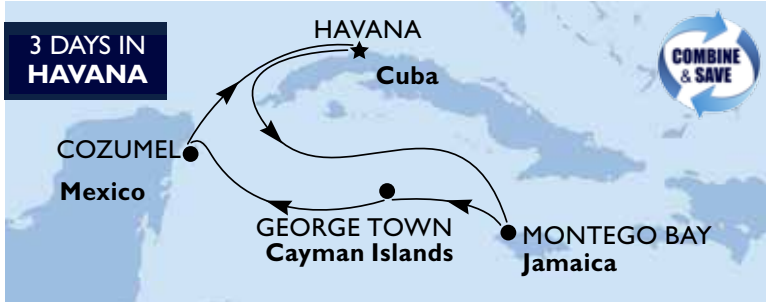 3 DAYS IN
HAVANA
HAVANA
Cuba
COMBINE
& SAVE
COZUMEL
Mexico
GEORGE TOWN
Cayman Islands
MONTEGO BAY
Jamaica